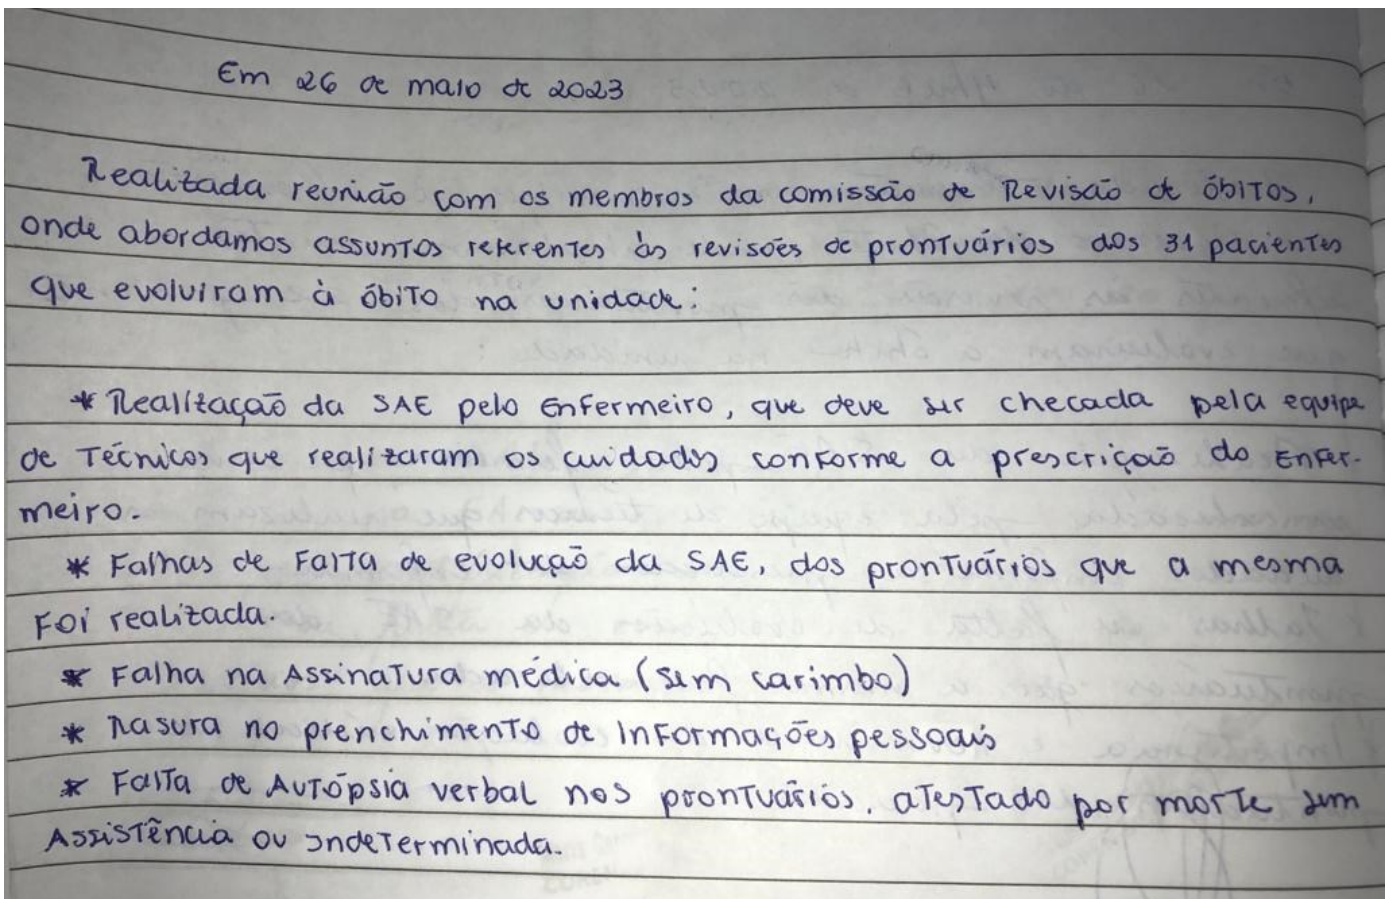 Em 26 de maio de 2023
Realizada reunião com os membros da comissão de Revisão de óbitos,
onde abordamos assuntos referentes às revisões de prontuários dos 31 pacientes
que evoluiram à óbito na unidade:
* Realização da SAE pelo Enfermeiro, que deve ser checada pela equipe
de Técnicos que realizaram os cuidados conforme a prescrição do Enfer-
meiro.
* Falhas de Falta de evolução da SAE, dos prontuários que a mesma
Foi realizada.
* Falha na Assinatura médica (sem carimbo)
* Rasura no prenchimento de Informações pessoais
* Falta de Autópsia verbal nos prontuários, atestado por morte sem
Assistência ou Indeterminada.